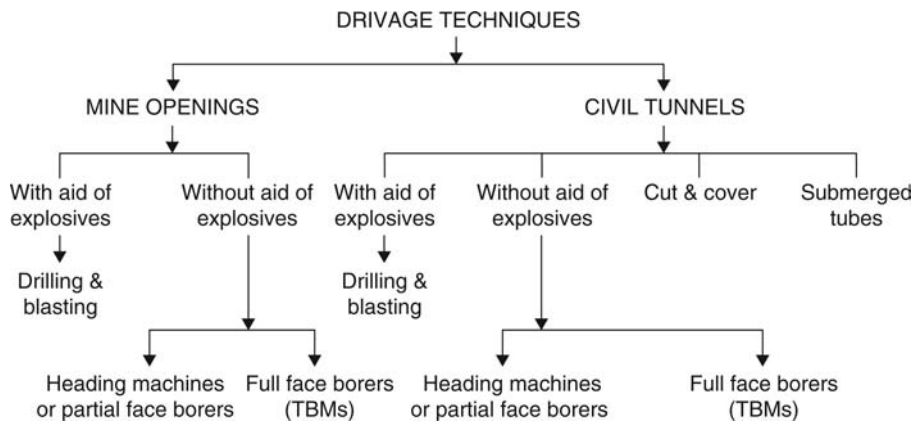 DRIVAGE TECHNIQUES
MINE OPENINGS
CIVIL TUNNELS
With aid of
explosives
Without aid of
explosives
With aid of
explosives
Without aid of
explosives
Cut & cover
Submerged
tubes
Drilling &
blasting
Drilling &
blasting
Heading machines
or partial face borers
Full face borers
(TBMs)
Heading machines
or partial face borers
Full face borers
(TBMs)